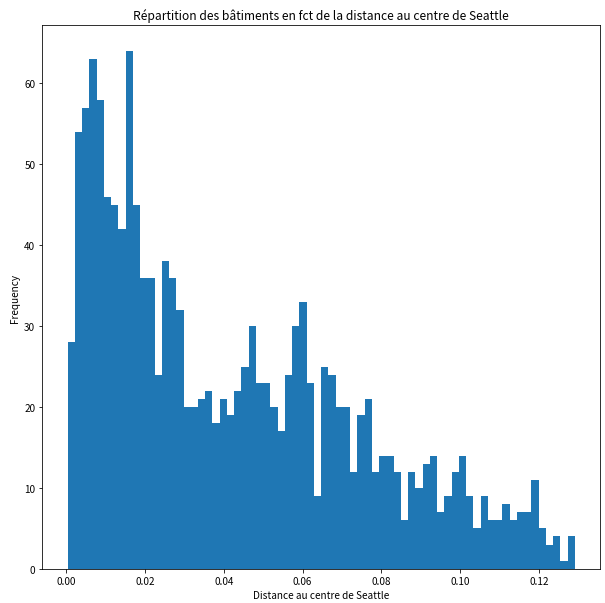 Répartition des bâtiments en fct de la distance au centre de Seattle
Frequency
60
50
40
30
20
10
0
0.00 0.02 0.04 0.06 0.08 0.10 0.12
Distance au centre de Seattle